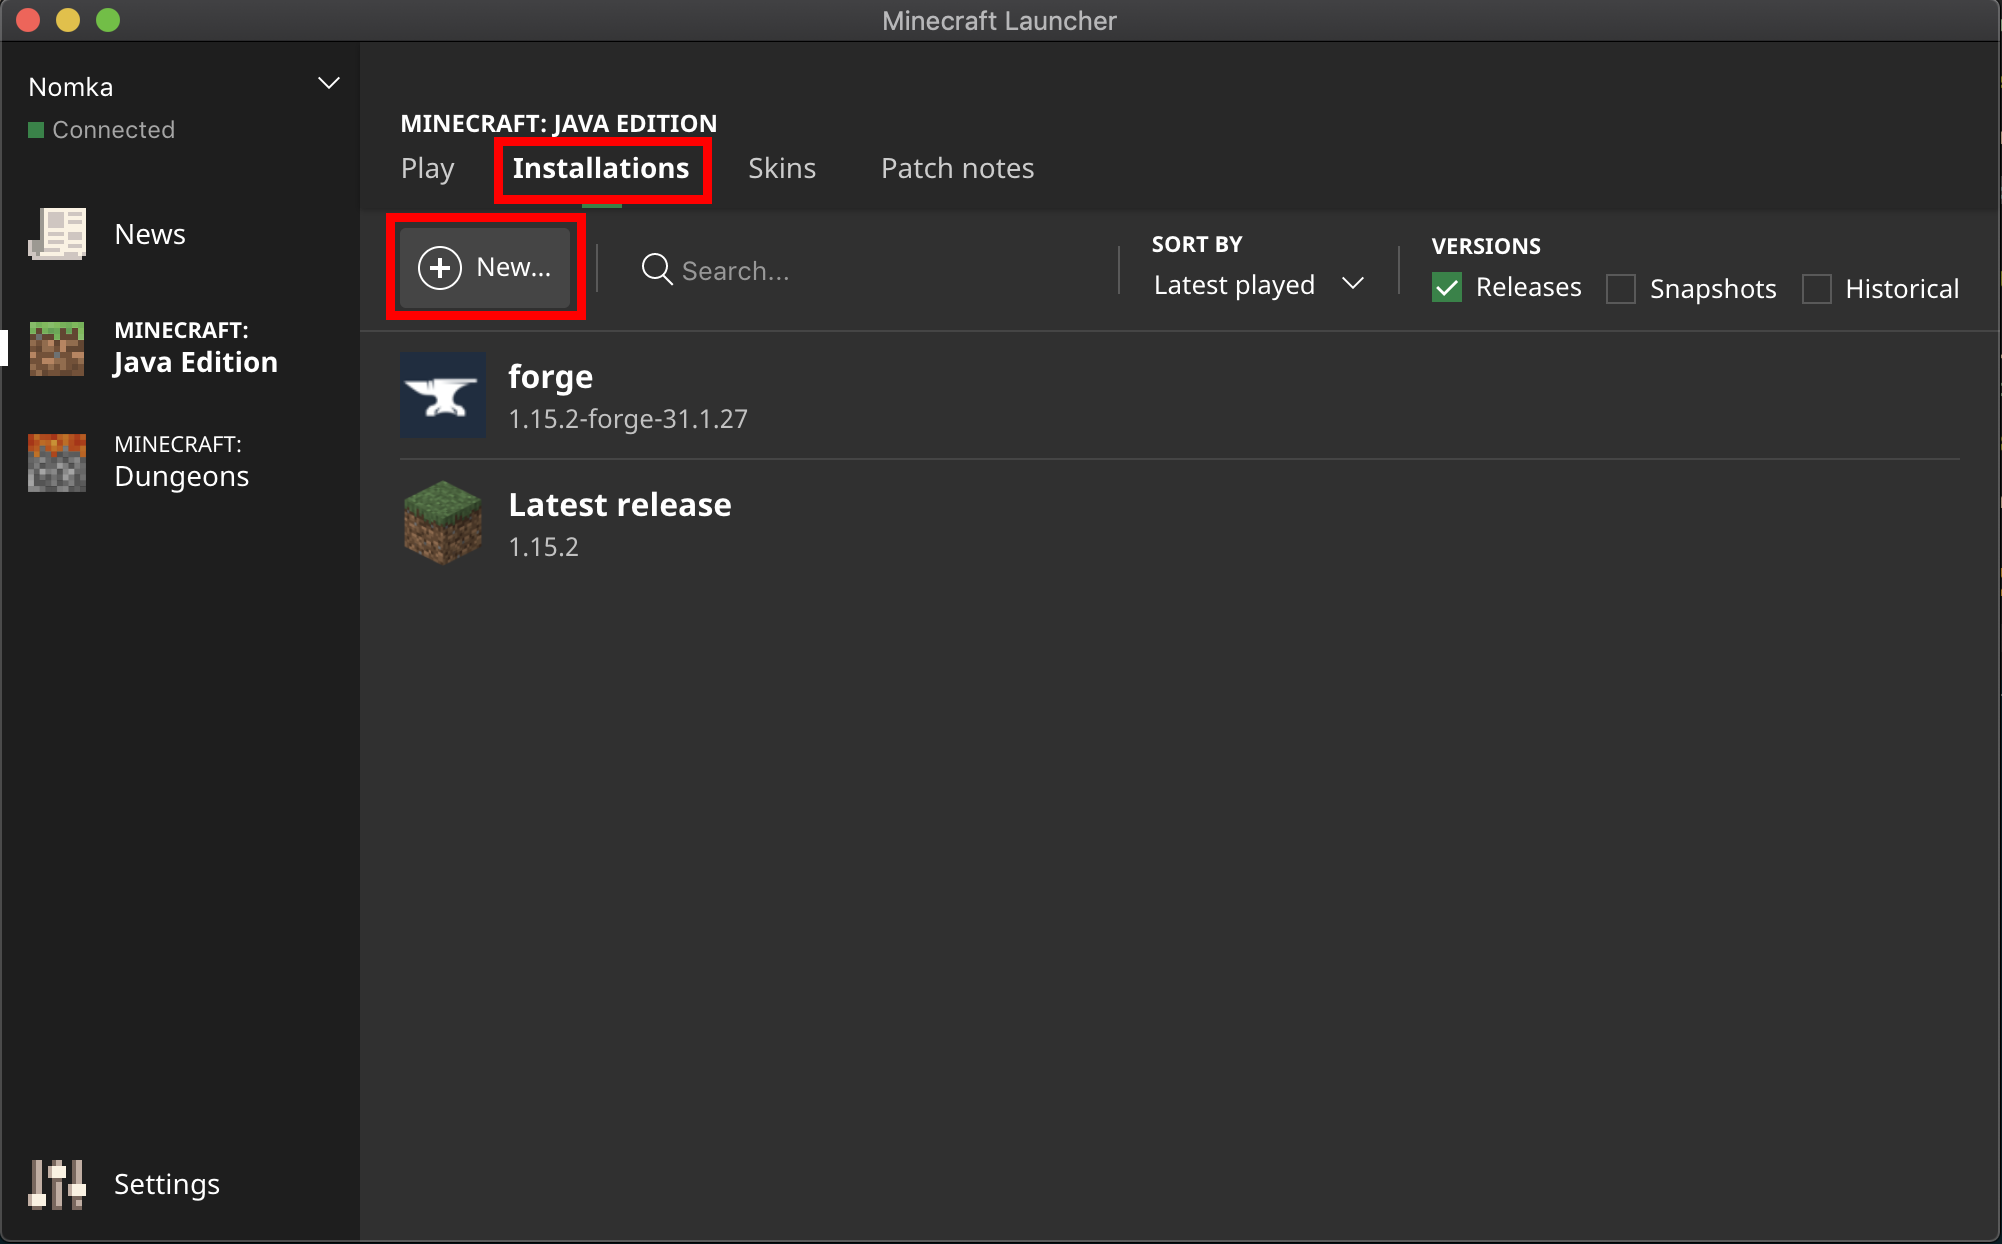 Minecraft Launcher
Nomka
Connected
News
MINECRAFT:
Java Edition
MINECRAFT:
Dungeons
Settings
MINECRAFT: JAVA EDITION
Play Installations Skins Patch notes
New... Search...
SORT BY
Latest played
VERSIONS
Releases Snapshots Historical
forge
1.15.2-forge-31.1.27
Latest release
1.15.2